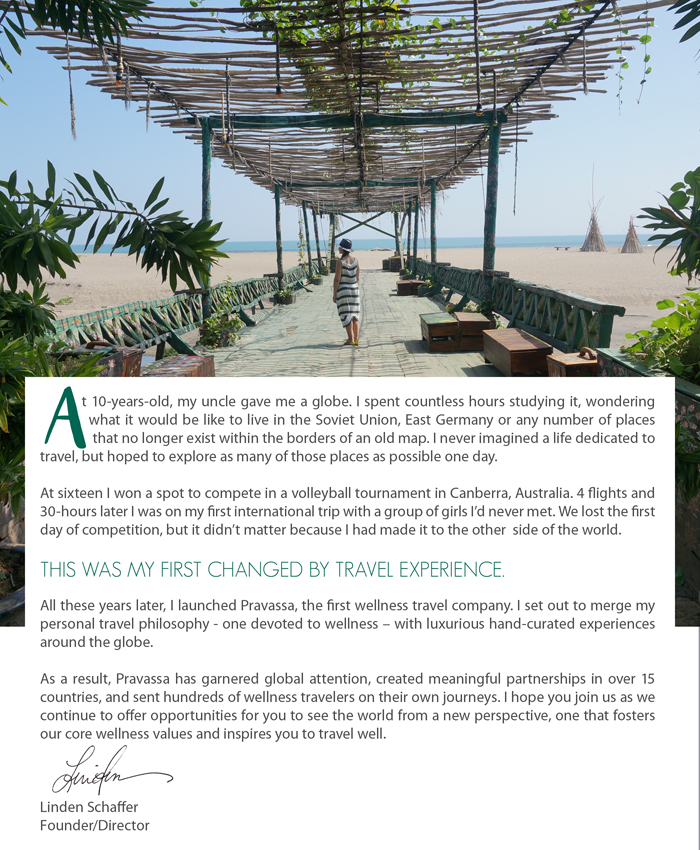 At 10-years-old, my uncle gave me a globe. I spent countless hours studying it, wondering
what it would be like to live in the Soviet Union, East Germany or any number of places
that no longer exist within the borders of an old map. I never imagined a life dedicated to
travel, but hoped to explore as many of those places as possible one day.
At sixteen I won a spot to compete in a volleyball tournament in Canberra, Australia. 4 flights and
30-hours later I was on my first international trip with a group of girls I'd never met. We lost the first
day of competition, but it didn't matter because I had made it to the other side of the world.
THIS WAS MY FIRST CHANGED BY TRAVEL EXPERIENCE.
All these years later, I launched Pravassa, the first wellness travel company. I set out to merge my
personal travel philosophy - one devoted to wellness – with luxurious hand-curated experiences
around the globe.
As a result, Pravassa has garnered global attention, created meaningful partnerships in over 15
countries, and sent hundreds of wellness travelers on their own journeys. I hope you join us as we
continue to offer opportunities for you to see the world from a new perspective, one that fosters
our core wellness values and inspires you to travel well.
Linden
Linden Schaffer
Founder/Director